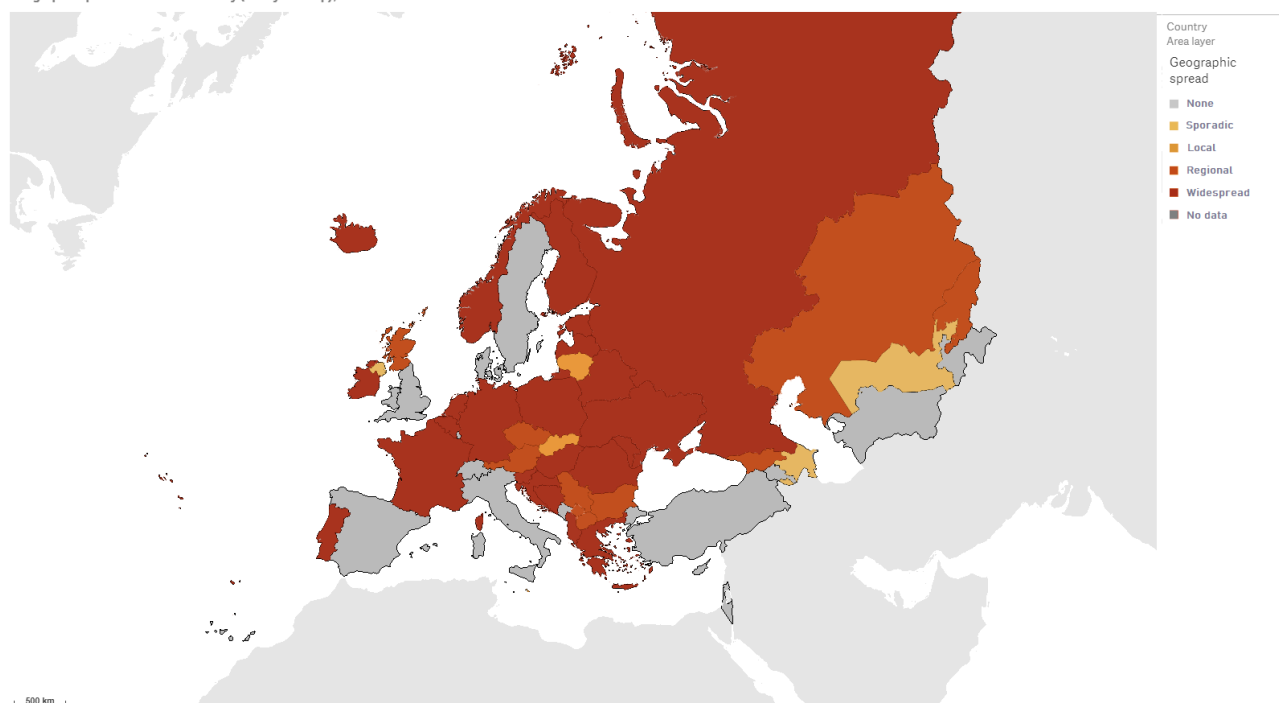 Country
Area layer
Geographic
spread
None
Sporadic
Local
Regional
Widespread
No data
500 km